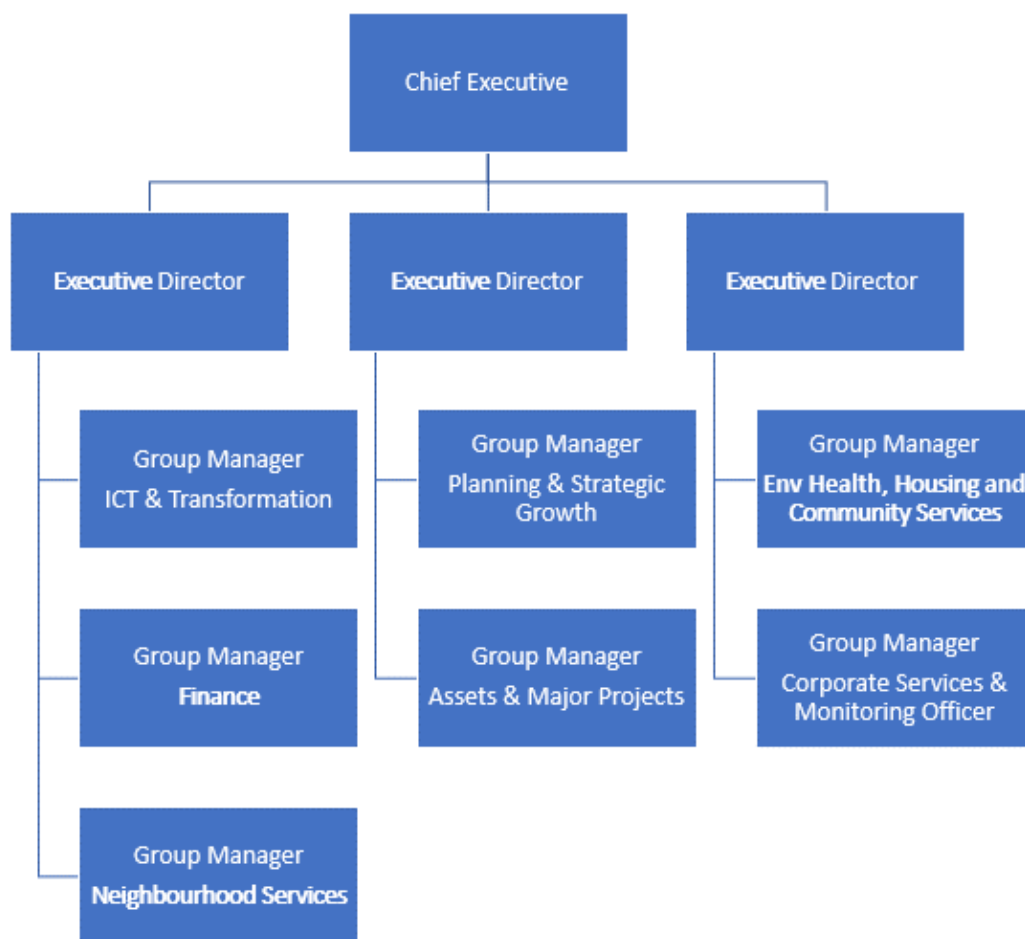 Chief Executive
Executive Director
Executive Director
Executive Director
Group Manager
ICT & Transformation
Group Manager
Finance
Group Manager
Neighbourhood Services
Group Manager
Planning & Strategic
Growth
Group Manager
Assets & Major Projects
Group Manager
Env Health, Housing and
Community Services
Group Manager
Corporate Services &
Monitoring Officer